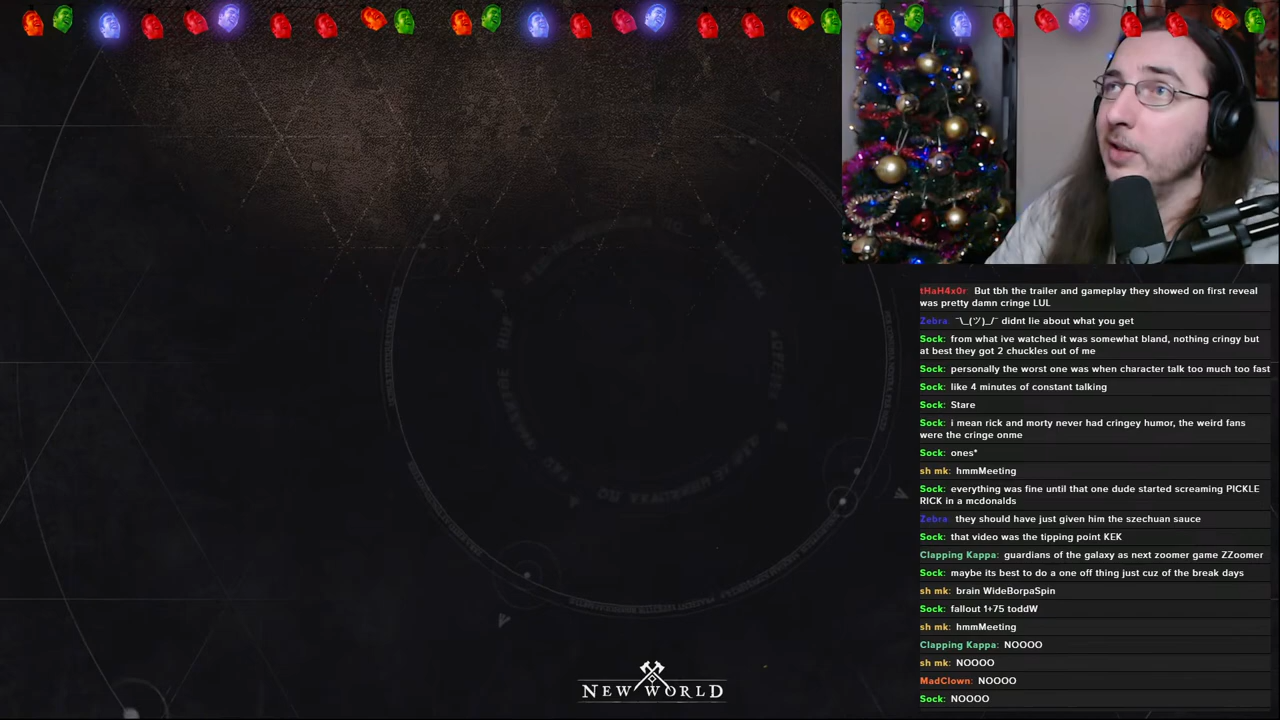 tHaH4x0r: But tbh the trailer and gameplay they showed on first reveal
was pretty damn cringe LUL
Zebra: ¯\_(ツ)_/¯ didnt lie about what you get
Sock: from what ive watched it was somewhat bland, nothing cringy but
at best they got 2 chuckles out of me
Sock: personally the worst one was when character talk too much too fast
Sock: like 4 minutes of constant talking
Sock: Stare
Sock: i mean rick and morty never had cringey humor, the weird fans
were the cringe onme
Sock: ones*
sh mk: hmmMeeting
Sock: everything was fine until that one dude started screaming PICKLE
RICK in a mcdonalds
Zebra: they should have just given him the szechuan sauce
Sock: that video was the tipping point KEK
Clapping Kappa: guardians of the galaxy as next zoomer game ZZoomer
Sock: maybe its best to do a one off thing just cuz of the break days
sh mk: brain WideBorpaSpin
Sock: fallout 1+75 toddW
sh mk: hmmMeeting
Clapping Kappa: NOOOO
sh mk: NOOOO
MadClown: NOOOO
Sock: NOOOO
NEW WORLD